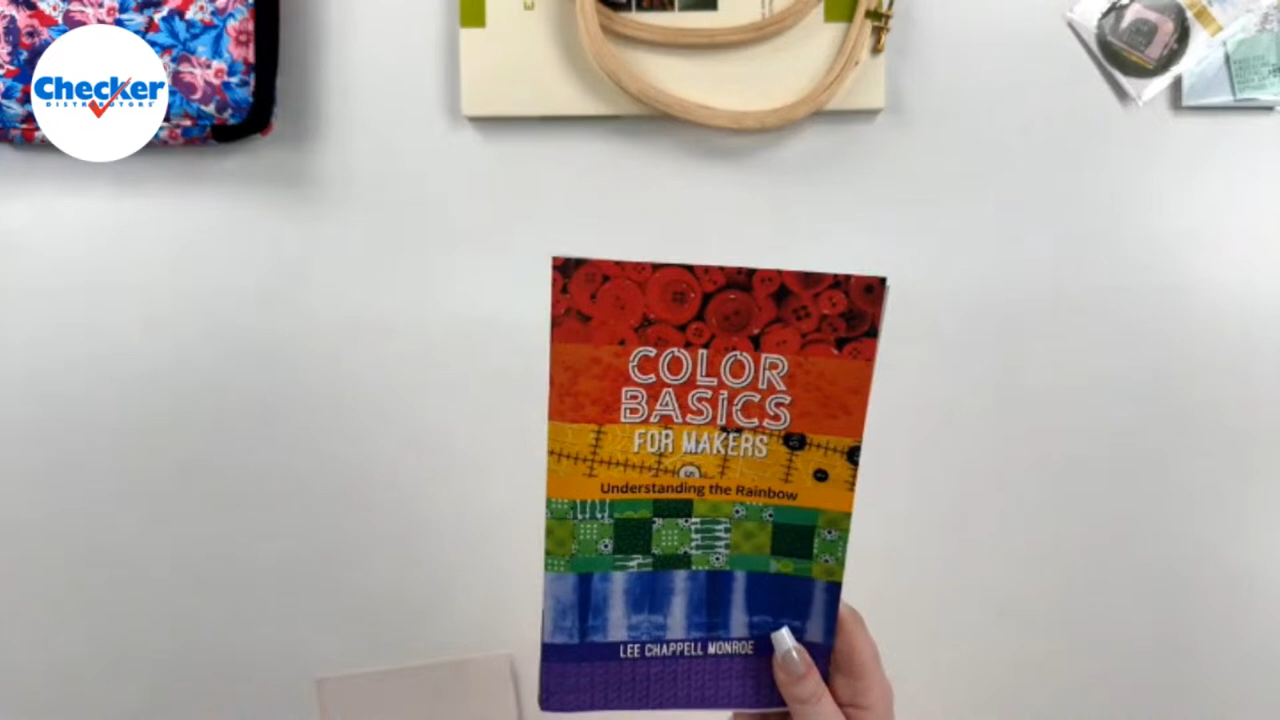 Checker
DISTRIBUTORS
COLOR
BASICS
FOR MAKERS
Understanding the Rainbow
LEE CHAPPELL MONROE